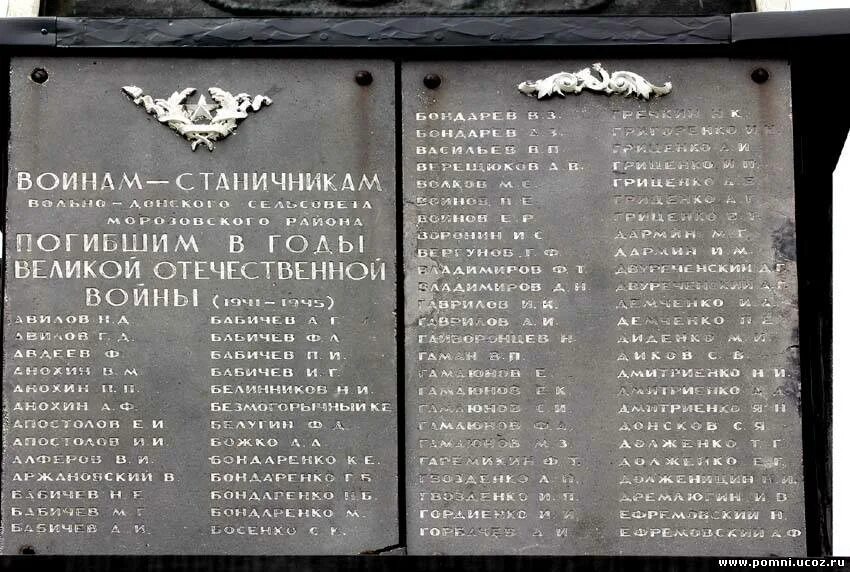 ВОИНАМ—СТАНИЧНИКАМ
ВОЛЬНО-ДОНСКОГО СЕЛЬСОВЕТА
МОРОЗОВСКОГО РАЙОНА
ПОГИБШИМ В ГОДЫ
ВЕЛИКОЙ ОТЕЧЕСТВЕННОЙ
ВОЙНЫ (1941—1945)
АВИЛОВ Н.Д.
АВИЛОВ Г.Д.
АВДЕЕВ Ф.
АНОХИН В.М.
АНОХИН П.П.
АНОХИН А.Ф.
АПОСТОЛОВ Е.И.
АПОСТОЛОВ И.И.
АЛФЕРОВ В.И.
АРЖАНОВСКИЙ В.
БАБИЧЕВ Н.Е.
БАБИЧЕВ М.Г.
БАБИЧЕВ А.И.
БАБИЧЕВ А.Г.
БАБИЧЕВ Ф.Л.
БАБИЧЕВ П.И.
БАБИЧЕВ И.Г.
БЕЛИННИКОВ Н.И.
БЕЗМОГОРЫЧНЫЙ К.Е.
БЕЛУГИН Ф.Д.
БОЖКО Д.А.
БОНДАРЕНКО К.Е.
БОНДАРЕНКО Г.Б.
БОНДАРЕНКО Н.Б.
БОНДАРЕНКО М.
БОСЕНКО С.К.
БОНДАРЕВ В.З.
БОНДАРЕВ А.З.
ВАСИЛЬЕВ В.П.
ВЕРЕЩЮКОВ А.В.
ВОЛКОВ М.С.
ВОИНОВ П.Е.
ВОИНОВ Е.Р.
ВОРОНИН И.С.
ВЕРГУНОВ Г.Ф.
ВЛАДИМИРОВ Ф.Т.
ВЛАДИМИРОВ Д.Н.
ГАВРИЛОВ И.К.
ГАВРИЛОВ А.И.
ГАЙВОРОНЦЕВ Н.
ГАМАН В.П.
ГАМАЮНОВ Е.
ГАМАЮНОВ Е.К.
ГАМАЮНОВ С.И.
ГАМАЮНОВ Ф.Д.
ГАМАЮНОВ М.З.
ГАРЕМИКИН Ф.Т.
ГВОЗДЕНКО А.П.
ГВОЗДЕНКО И.П.
ГОРДИЕНКО И.И.
ГОРБАЧЕВ А.И.
ГРЕЧКИН Н.К.
ГРИГОРЕНКО
ГРИЦЕНКО А.И.
ГРИЦЕНКО И.П.
ГРИЦЕНКО А.Е.
ГРИЦЕНКО А.Г.
ГРИЦЕНКО
ДАРМИН М.Г.
ДАРМИН И.М.
ДВУРЕЧЕНСКИЙ А.Г.
ДВУРЕЧЕНСКИЙ А.Г.
ДЕМЧЕНКО И.А.
ДЕМЧЕНКО П.Е.
ДИДЕНКО М.И.
ДИКОВ С.В.
ДМИТРИЕНКО Н.И.
ДМИТРИЕНКО А.Д.
ДМИТРИЕНКО Я.Н.
ДОНСКОВ С.Я.
ДОЛЖЕНКО Т.Г.
ДОЛЖЕНКО Е.Г.
ДОЛЖЕНИЦИН П.И.
ДРЕМЛЮГИН И.В.
ЕФРЕМОВСКИЙ Н.
ЕФРЕМОВСКИЙ А.Ф.
www.pomni.ucoz.ru